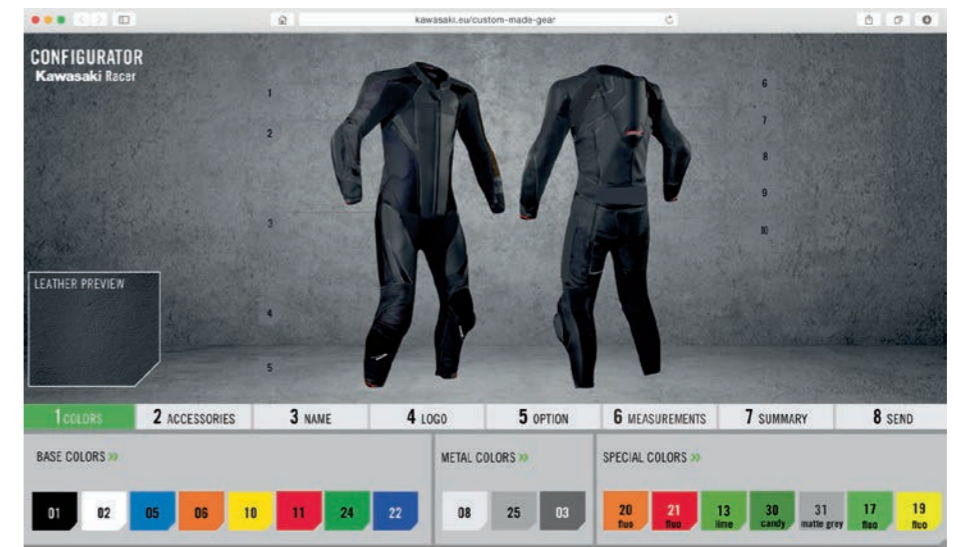 kawasaki.eu/custom-made-gear
CONFIGURATOR
Kawasaki Racer
1
2
3
4
5
6
7
8
9
10
LEATHER PREVIEW
1 COLORS
2 ACCESSORIES
3 NAME
4 LOGO
5 OPTION
6 MEASUREMENTS
7 SUMMARY
8 SEND
BASE COLORS »
01 02 05 06 10 11 24 22
METAL COLORS »
08 25 03
SPECIAL COLORS »
20 21 13 30 31 17 19
fluo fluo lime candy matte grey fluo fluo